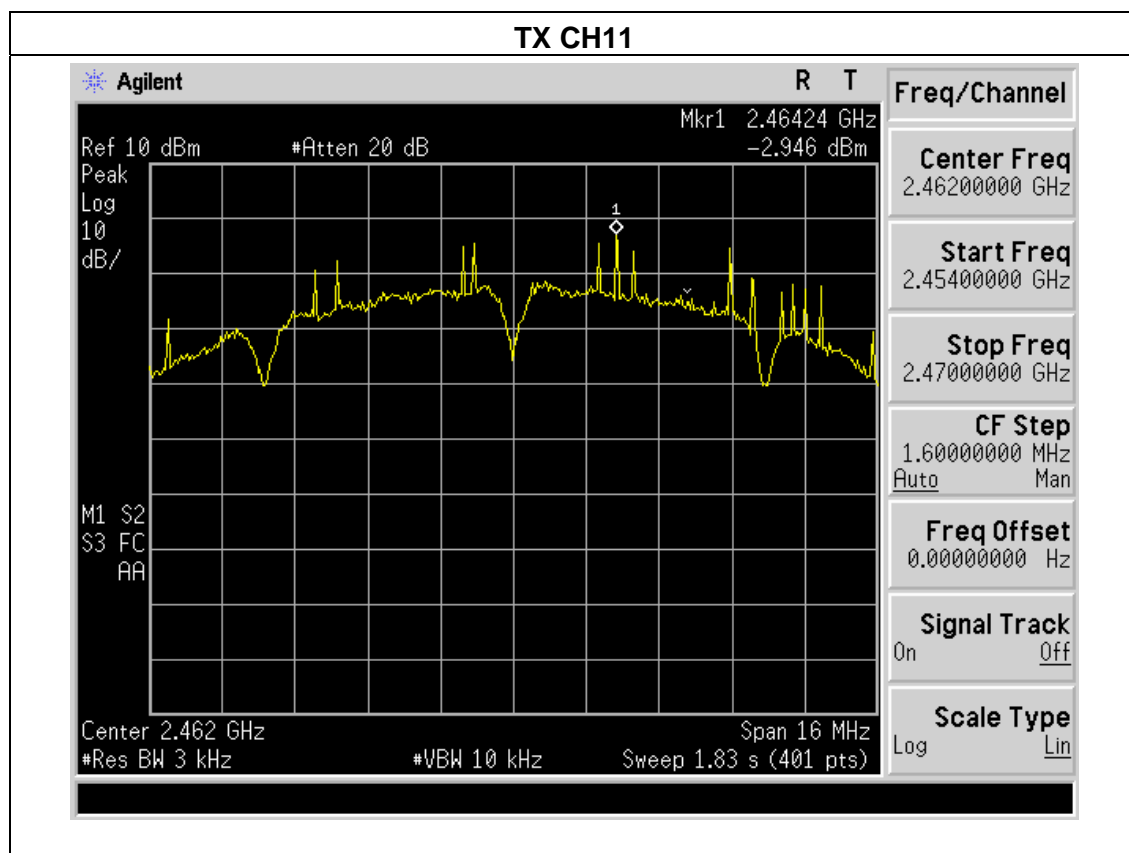 TX CH11
Agilent R T
Mkr1 2.46424 GHz
Ref 10 dBm #Atten 20 dB -2.946 dBm
Peak
Log
10
dB/
1
M1 S2
S3 FC
AA
Center 2.462 GHz Span 16 MHz
#Res BW 3 kHz #VBW 10 kHz Sweep 1.83 s (401 pts)
Freq/Channel
Center Freq
2.46200000 GHz
Start Freq
2.45400000 GHz
Stop Freq
2.47000000 GHz
CF Step
1.60000000 MHz
Auto Man
Freq Offset
0.00000000 Hz
Signal Track
On Off
Scale Type
Log Lin